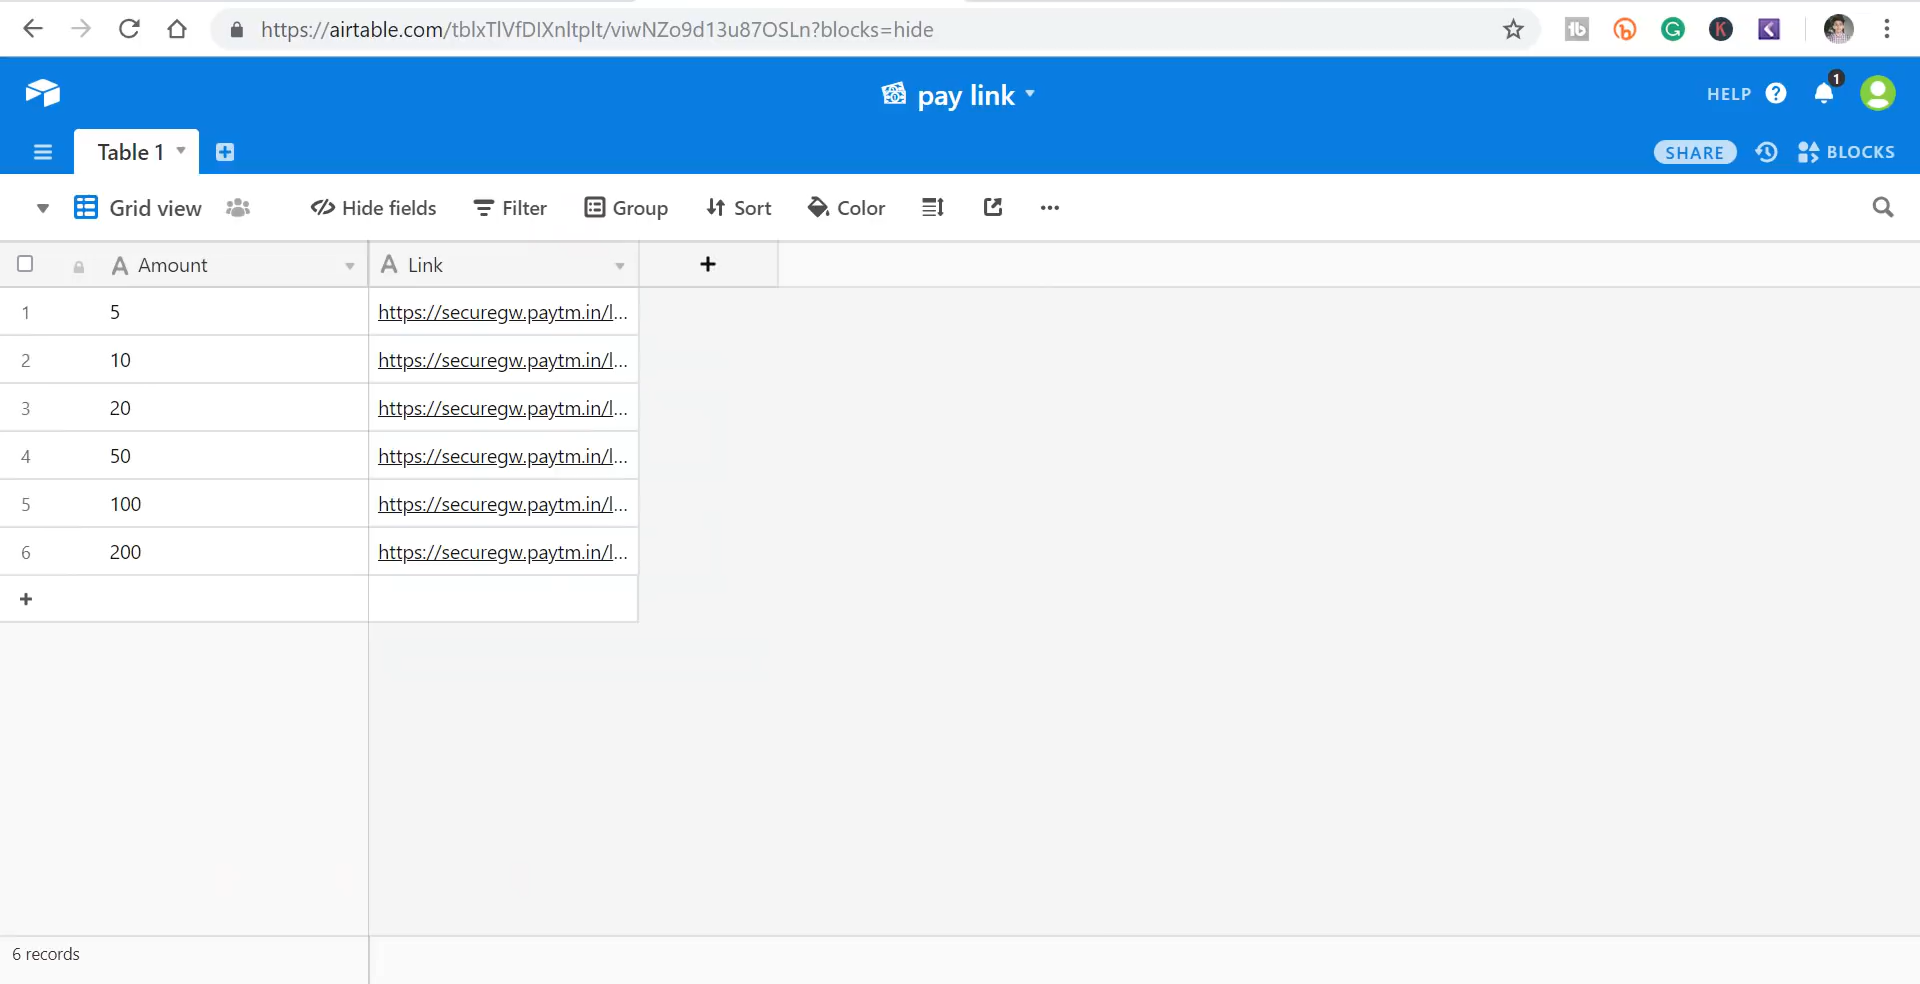 https://airtable.com/tblxTlVfDIXnltplt/viwNZo9d13u87OSLn?blocks=hide
pay link
HELP ?
1
Table 1
SHARE
BLOCKS
Grid view
Hide fields
Filter
Group
Sort
Color
A Amount
A Link
+
1 5 https://securegw.paytm.in/l...
2 10 https://securegw.paytm.in/l...
3 20 https://securegw.paytm.in/l...
4 50 https://securegw.paytm.in/l...
5 100 https://securegw.paytm.in/l...
6 200 https://securegw.paytm.in/l...
+
6 records